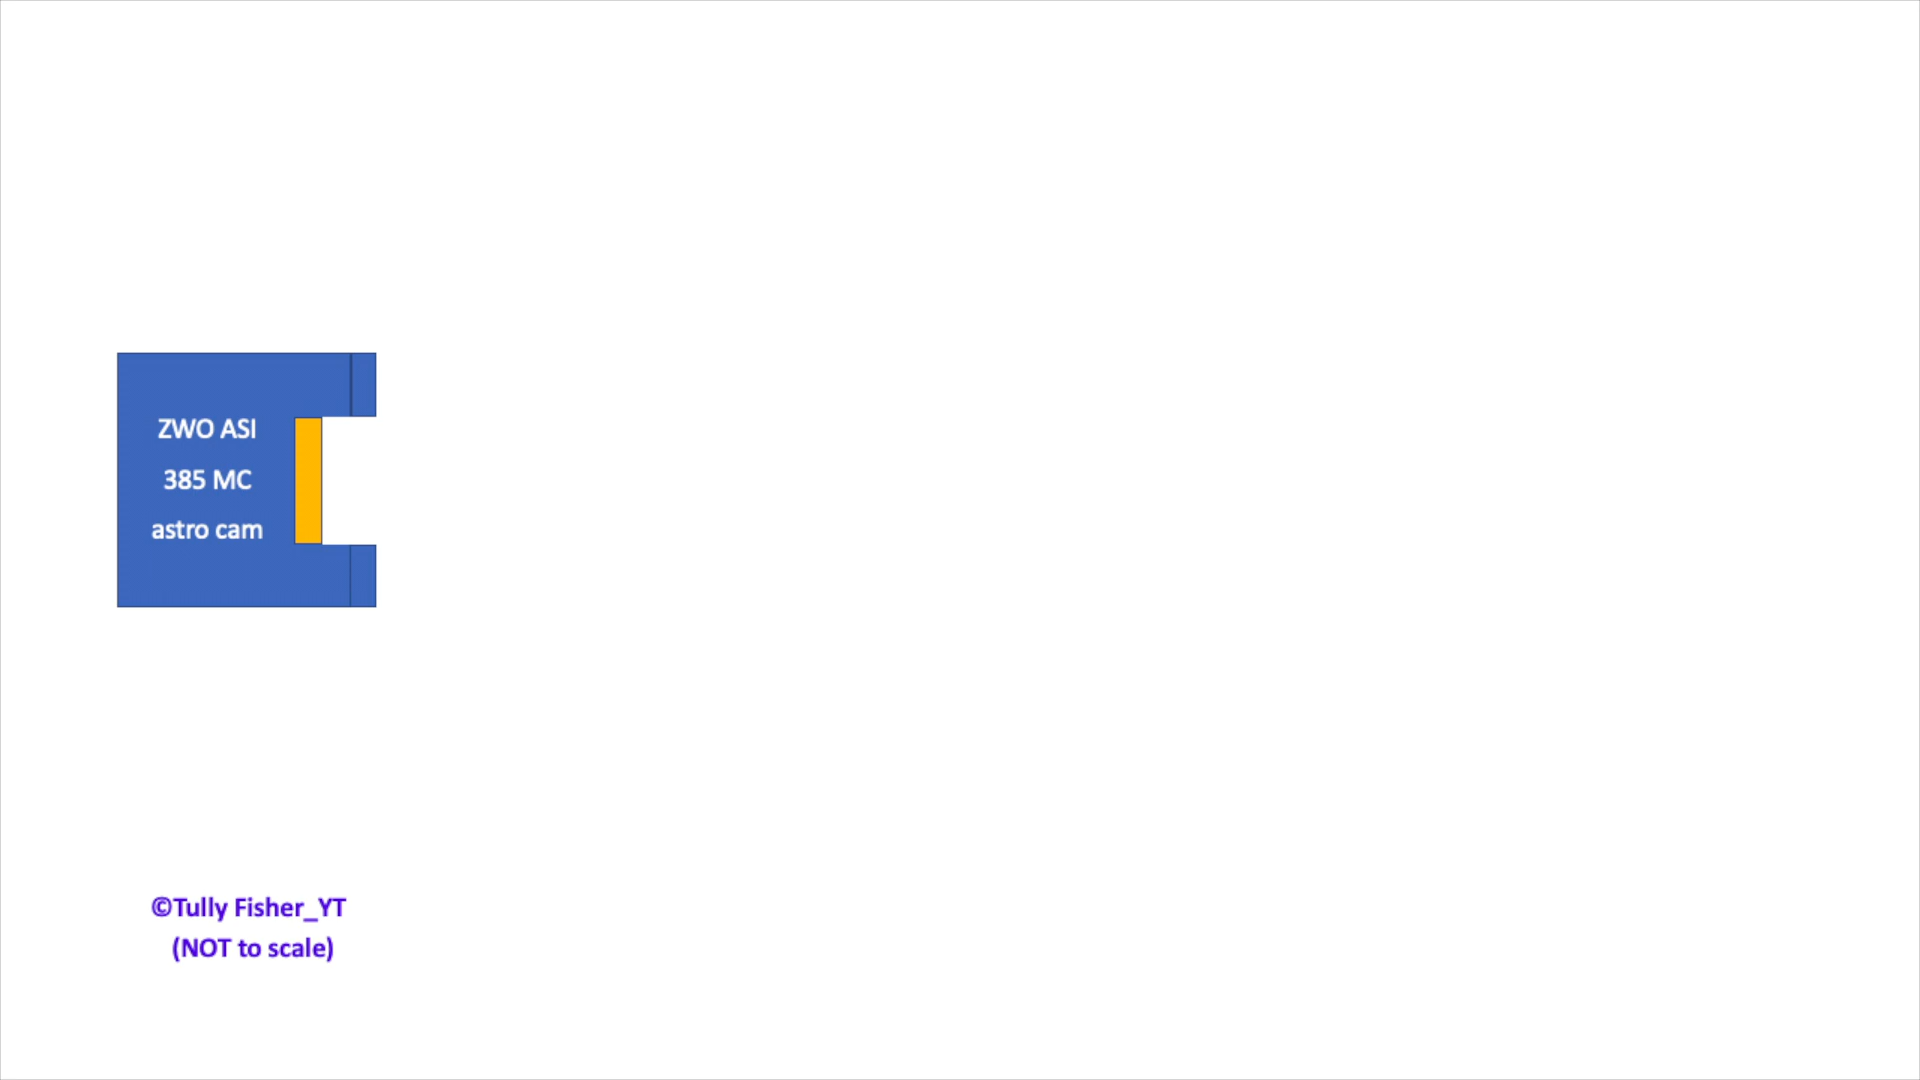 ZWO ASI
385 MC
astro cam
©Tully Fisher_YT
(NOT to scale)